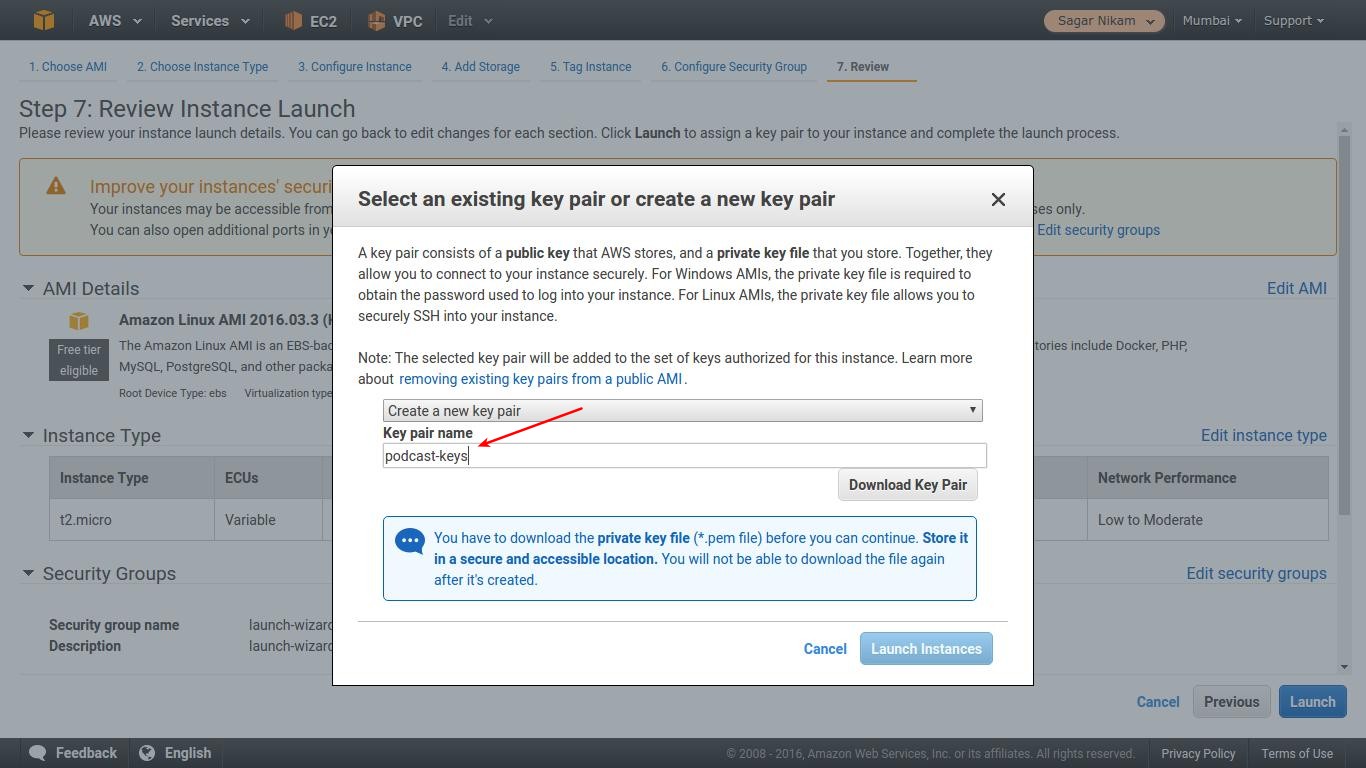 AWS Services EC2 VPC Edit Sagar Nikam Mumbai Support
1. Choose AMI 2. Choose Instance Type 3. Configure Instance 4. Add Storage 5. Tag Instance 6. Configure Security Group 7. Review
Step 7: Review Instance Launch
Please review your instance launch details. You can go back to edit changes for each section. Click Launch to assign a key pair to your instance and complete the launch process.
Improve your instances' securi
Your instances may be accessible from ses only.
You can also open additional ports in Edit security groups
Select an existing key pair or create a new key pair
A key pair consists of a public key that AWS stores, and a private key file that you store. Together, they
allow you to connect to your instance securely. For Windows AMIs, the private key file is required to
obtain the password used to log into your instance. For Linux AMIs, the private key file allows you to
securely SSH into your instance.
Note: The selected key pair will be added to the set of keys authorized for this instance. Learn more
about removing existing key pairs from a public AMI.
Create a new key pair
Key pair name
podcast-keys
Download Key Pair
You have to download the private key file (*.pem file) before you can continue. Store it
in a secure and accessible location. You will not be able to download the file again
after it's created.
Cancel Launch Instances
AMI Details Edit AMI
Amazon Linux AMI 2016.03.3
Free tier
eligible
The Amazon Linux AMI is an EBS-bac tories include Docker, PHP,
MySQL, PostgreSQL, and other packa
Root Device Type: ebs Virtualization type
Instance Type Edit instance type
Instance Type ECUs Network Performance
t2.micro Variable Low to Moderate
Security Groups Edit security groups
Security group name launch-wizard
Description launch-wizard
Cancel Previous Launch
Feedback English © 2008 - 2016, Amazon Web Services, Inc. or its affiliates. All rights reserved. Privacy Policy Terms of Use